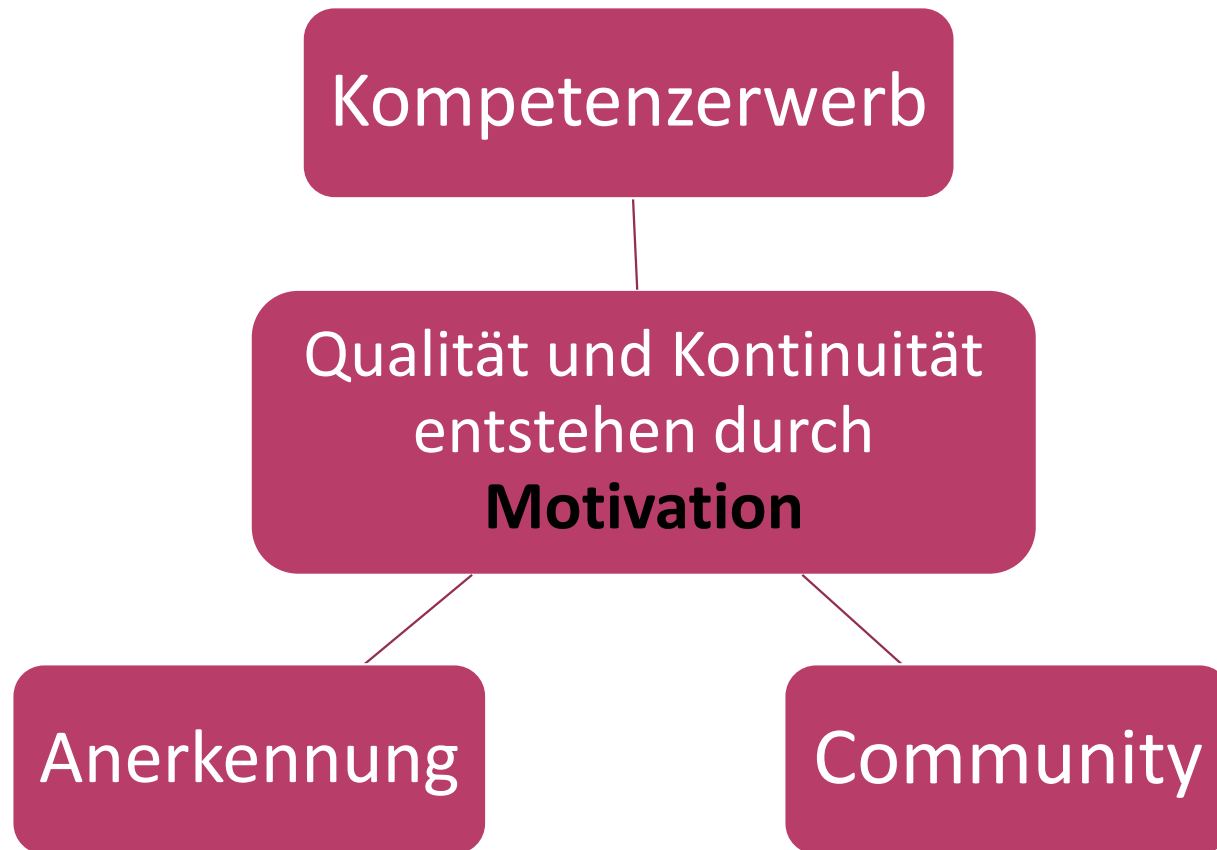 Kompetenzerwerb
Qualität und Kontinuität
entstehen durch
Motivation
Anerkennung
Community